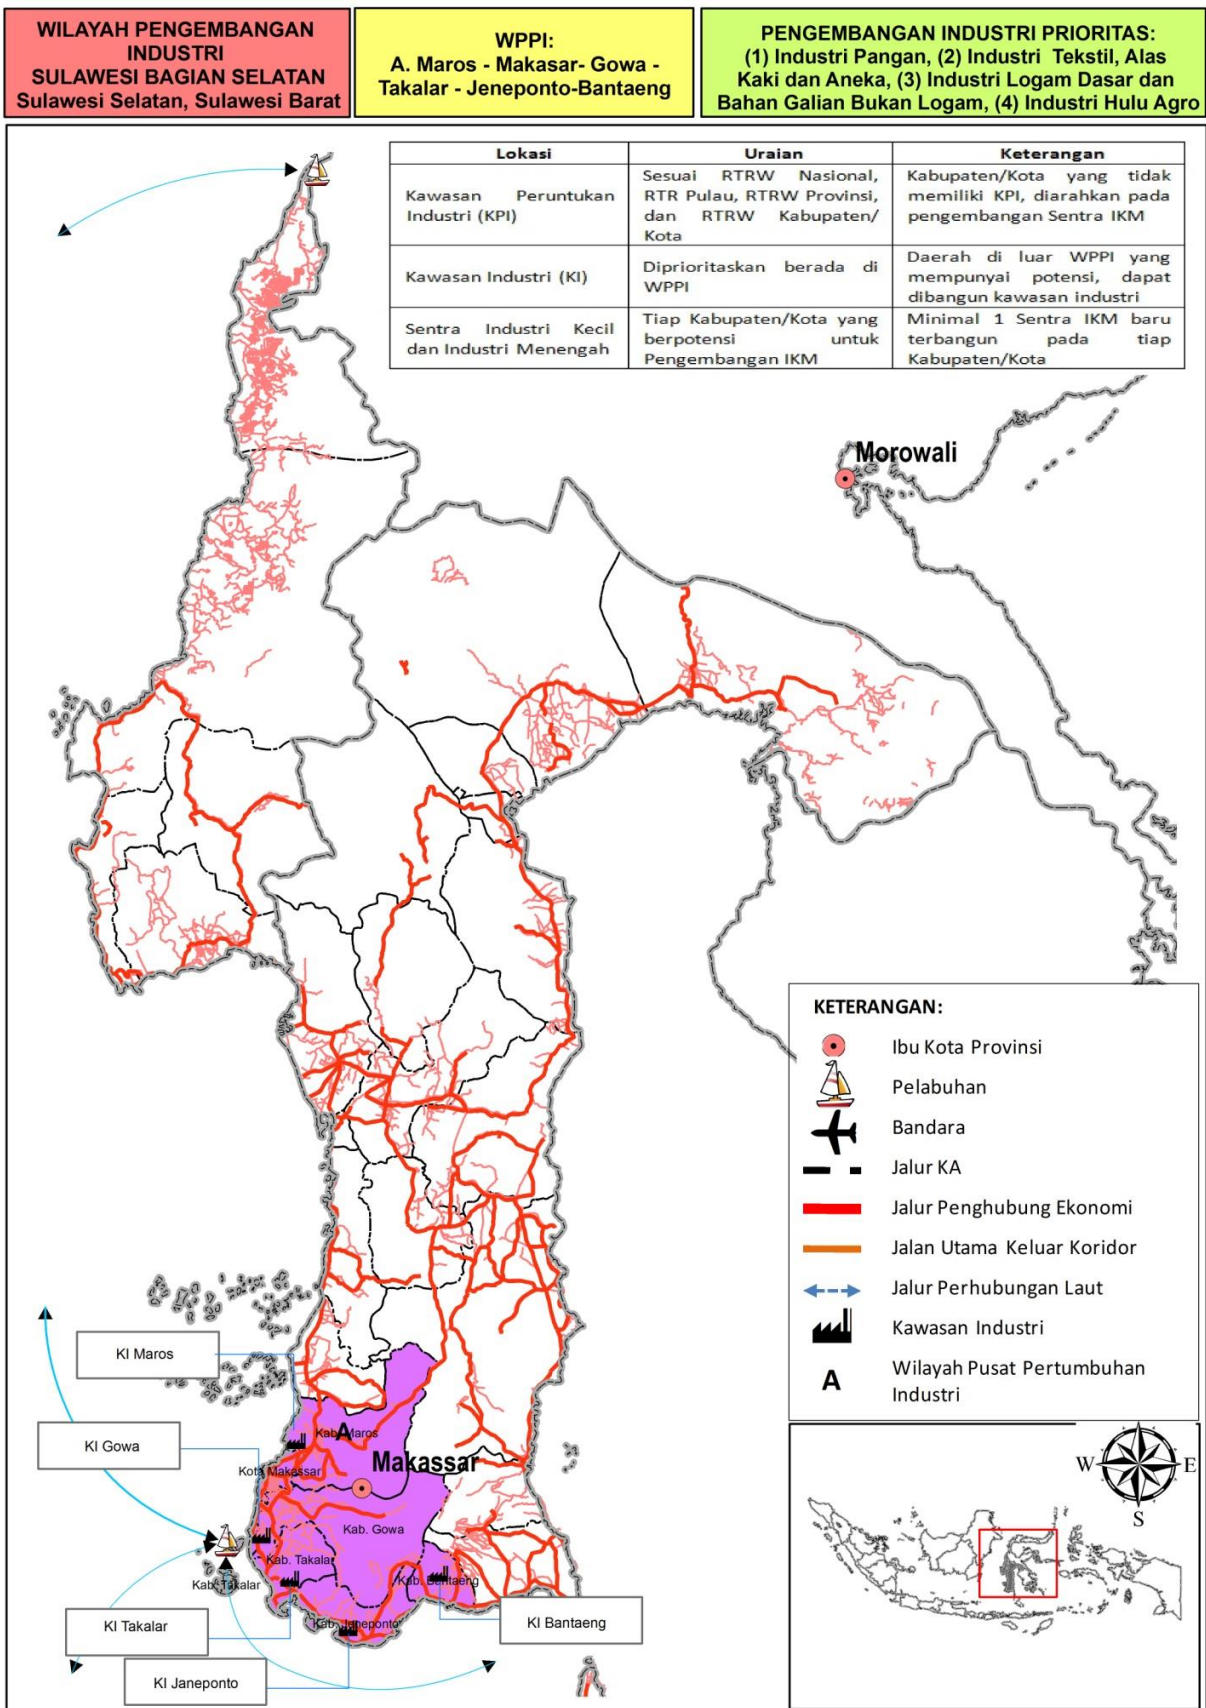 WILAYAH PENGEMBANGAN
INDUSTRI
SULAWESI BAGIAN SELATAN
Sulawesi Selatan, Sulawesi Barat
WPPI:
A. Maros - Makasar- Gowa -
Takalar - Jeneponto-Bantaeng
PENGEMBANGAN INDUSTRI PRIORITAS:
(1) Industri Pangan, (2) Industri Tekstil, Alas
Kaki dan Aneka, (3) Industri Logam Dasar dan
Bahan Galian Bukan Logam, (4) Industri Hulu Agro
Lokasi
Uraian
Keterangan
Kawasan Peruntukan
Industri (KPI)
Sesuai RTRW Nasional,
RTR Pulau, RTRW Provinsi,
dan RTRW Kabupaten/
Kota
Kabupaten/Kota yang tidak
memiliki KPI, diarahkan pada
pengembangan Sentra IKM
Kawasan Industri (KI)
Diprioritaskan berada di
WPPI
Daerah di luar WPPI yang
mempunyai potensi, dapat
dibangun kawasan industri
Sentra Industri Kecil
dan Industri Menengah
Tiap Kabupaten/Kota yang
berpotensi untuk
Pengembangan IKM
Minimal 1 Sentra IKM baru
terbangun pada tiap
Kabupaten/Kota
Morowali
KETERANGAN:
Ibu Kota Provinsi
Pelabuhan
Bandara
Jalur KA
Jalur Penghubung Ekonomi
Jalan Utama Keluar Koridor
Jalur Perhubungan Laut
Kawasan Industri
A
Wilayah Pusat Pertumbuhan
Industri
KI Maros
KI Gowa
A
Kab. Maros
Kota Makassar
Makassar
Kab. Gowa
Kab. Takalar
Kab. Takalar
Kab. Bentaeng
Kab. Janeponto
KI Takalar
KI Janeponto
KI Bantaeng
W
E
S